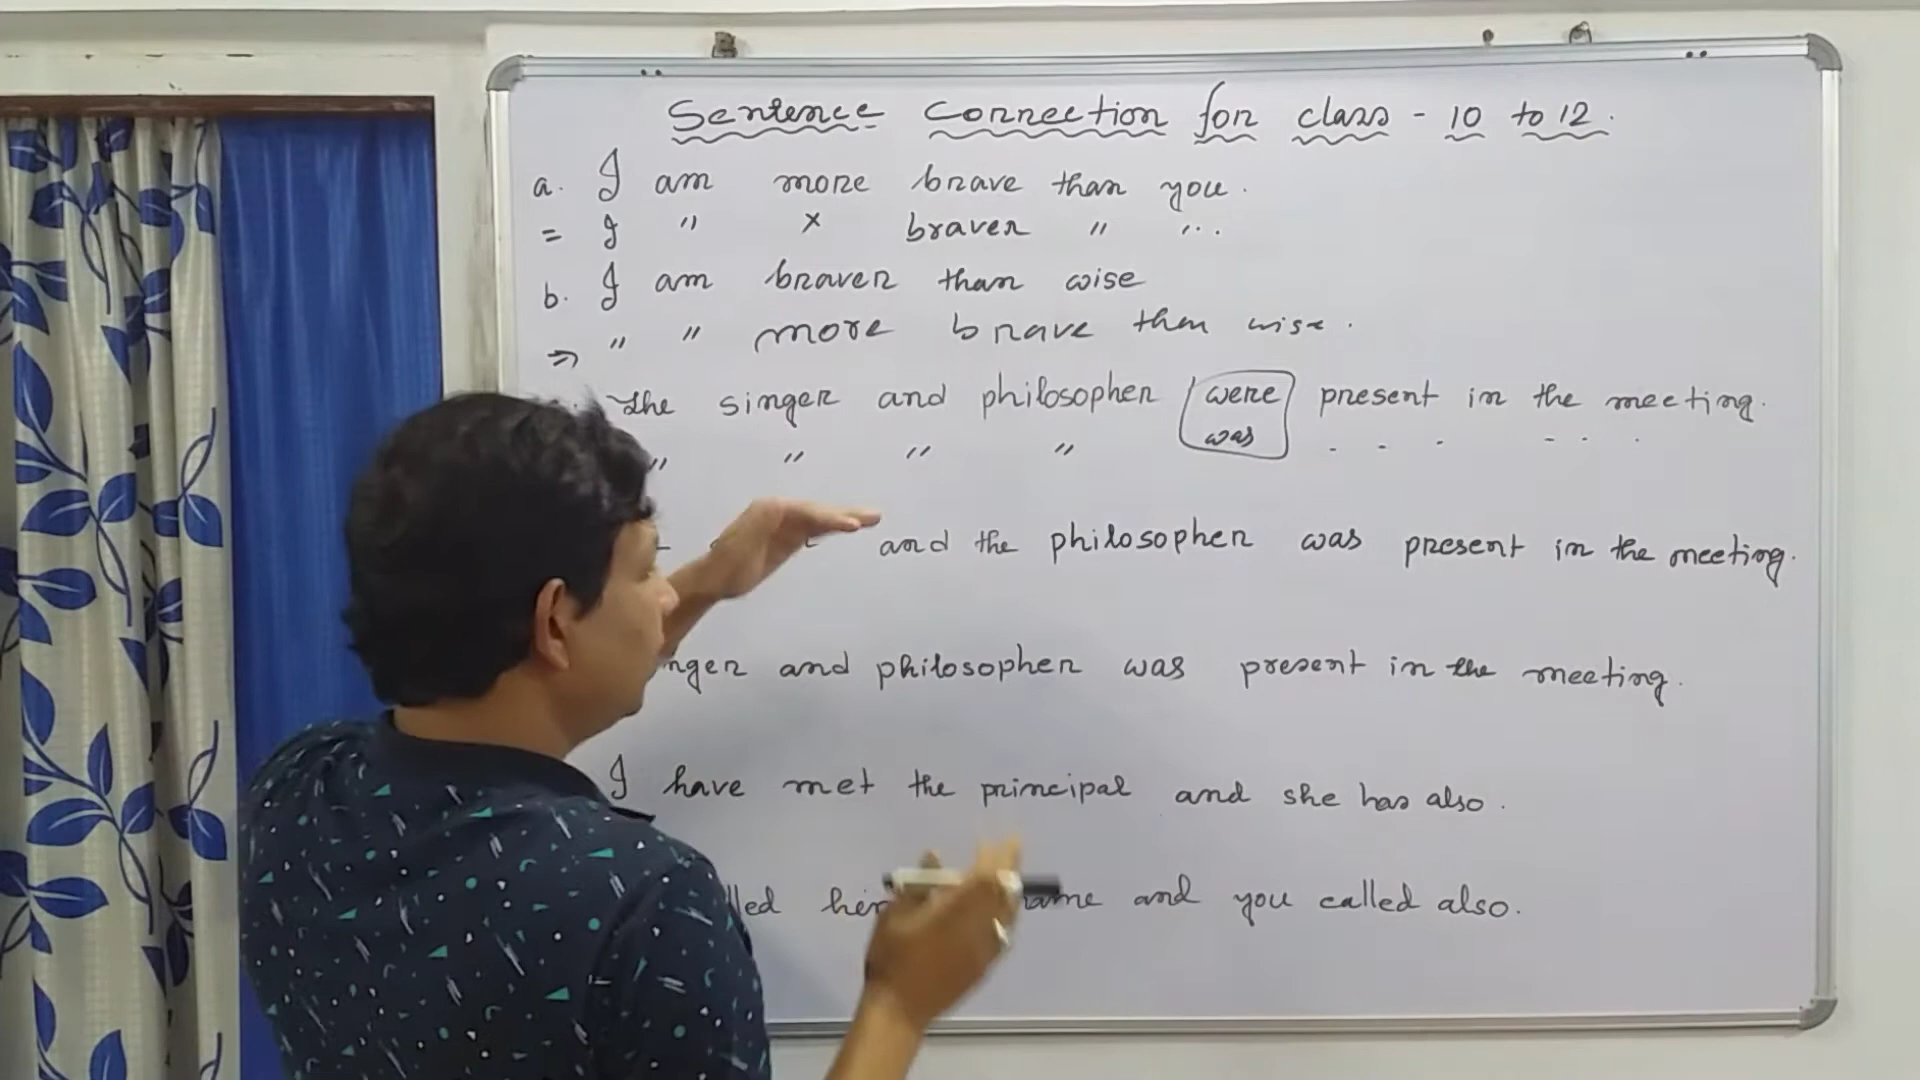 Sentence Connection for class - 10 to 12.
a. I am more brave than you.
= I " x braver " "..
b. I am braver than wise
⇒ " " more brave then wise.
The singer and philosopher were present in the meeting.
" " " " was - - - - - -
and the philosopher was present in the meeting.
nger and philosopher was present in the meeting.
I have met the principal and she has also.
lled ame and you called also.